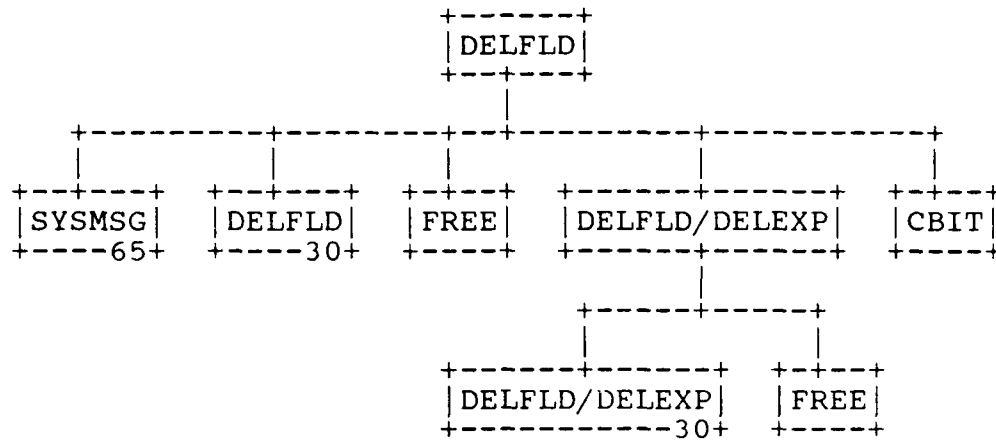 DELFLD
SYSMSG DELFLD FREE DELFLD/DELEXP CBIT
65 30
DELFLD/DELEXP FREE
30